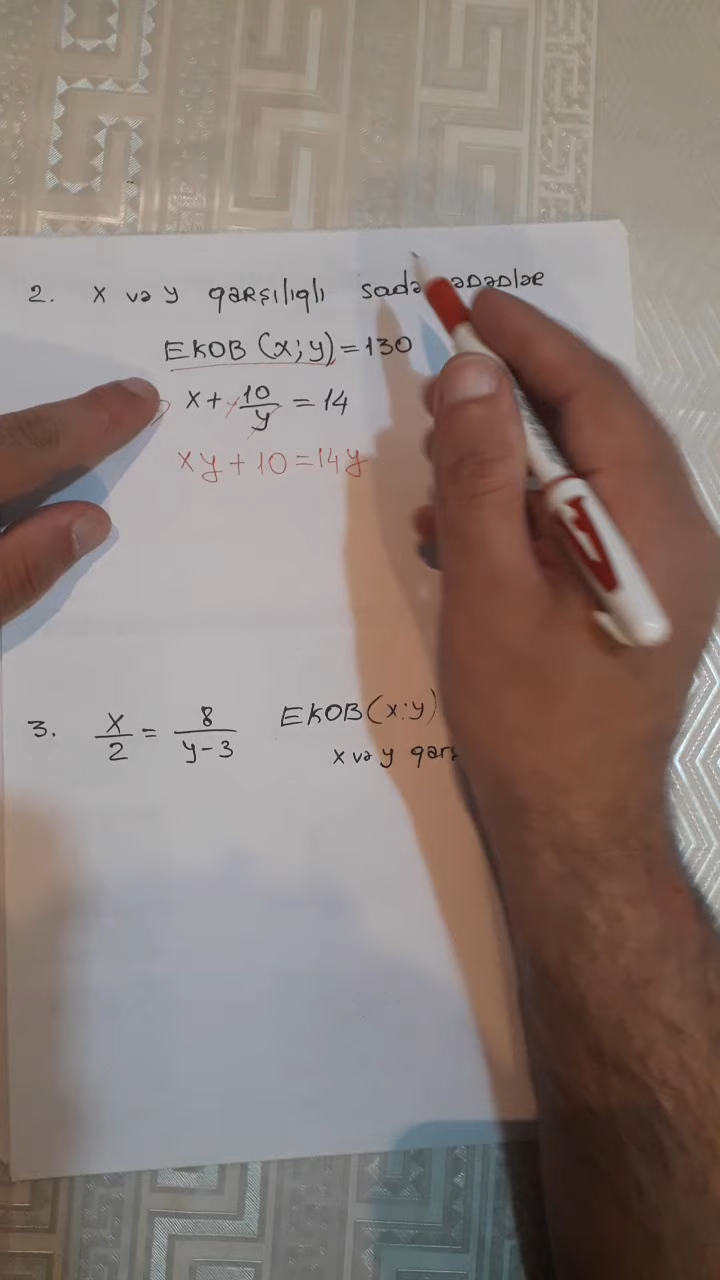 2. x və y qarşılıqlı sadə
EKOB (x; y) = 130
x + 10/y = 14
xy + 10 = 14y
3. x/2 = 8/(y-3) EKOB(x:y)
x və y